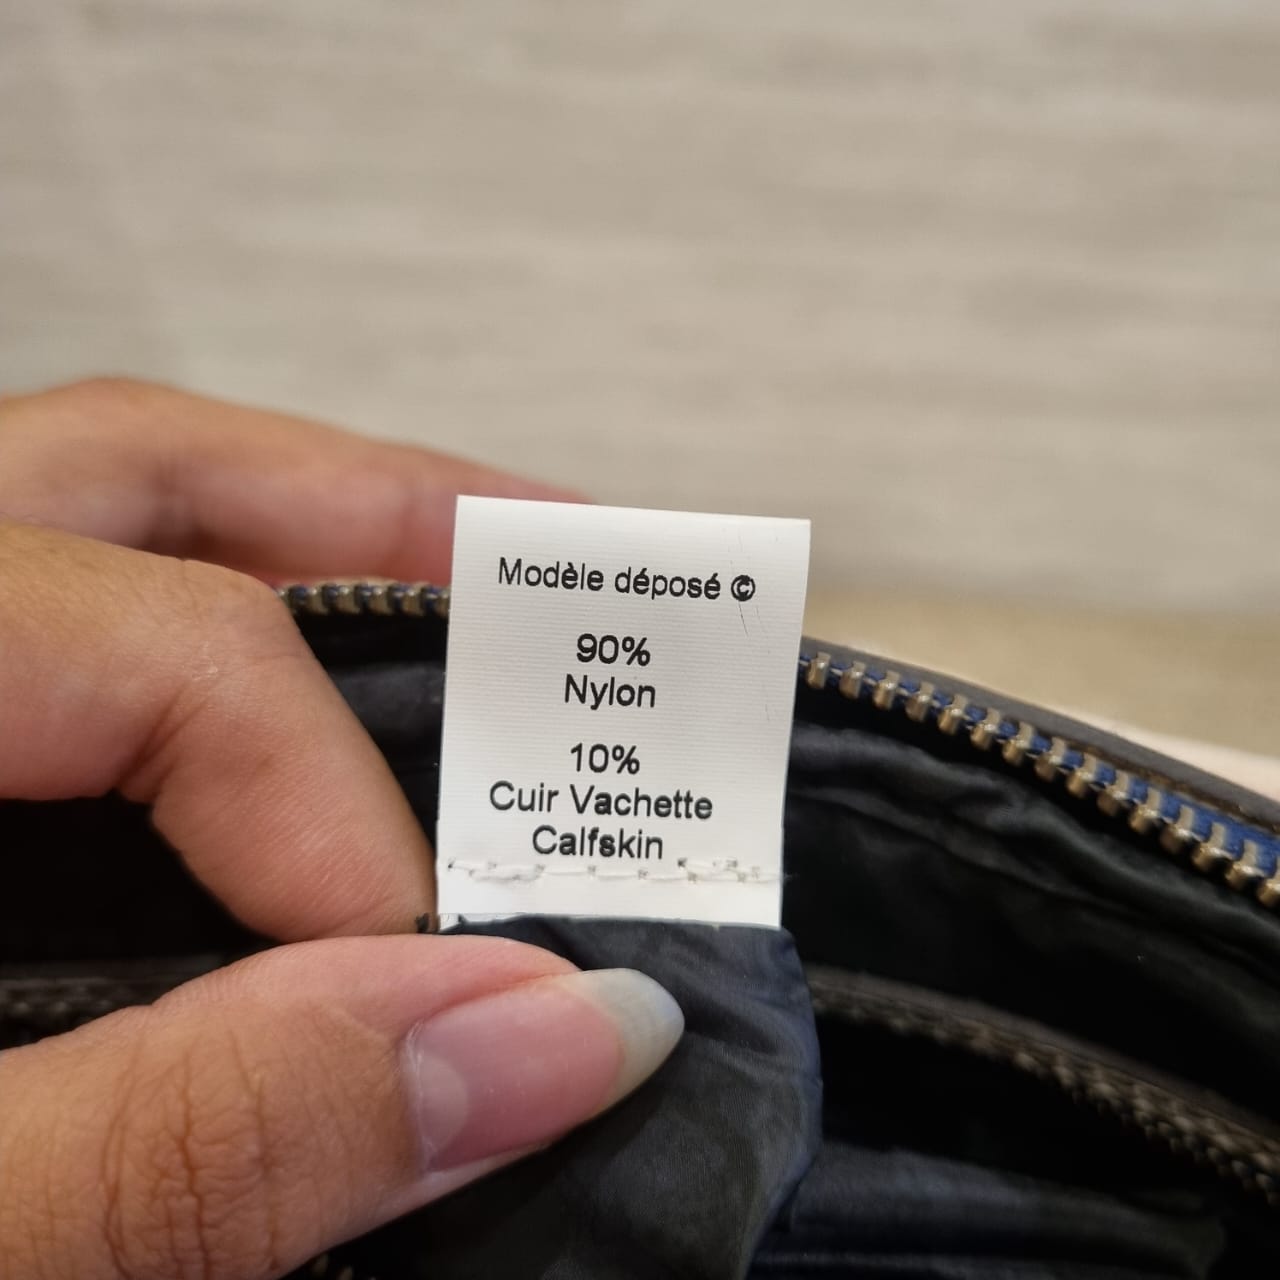 Modèle déposé ©
90%
Nylon
10%
Cuir Vachette
Calfskin